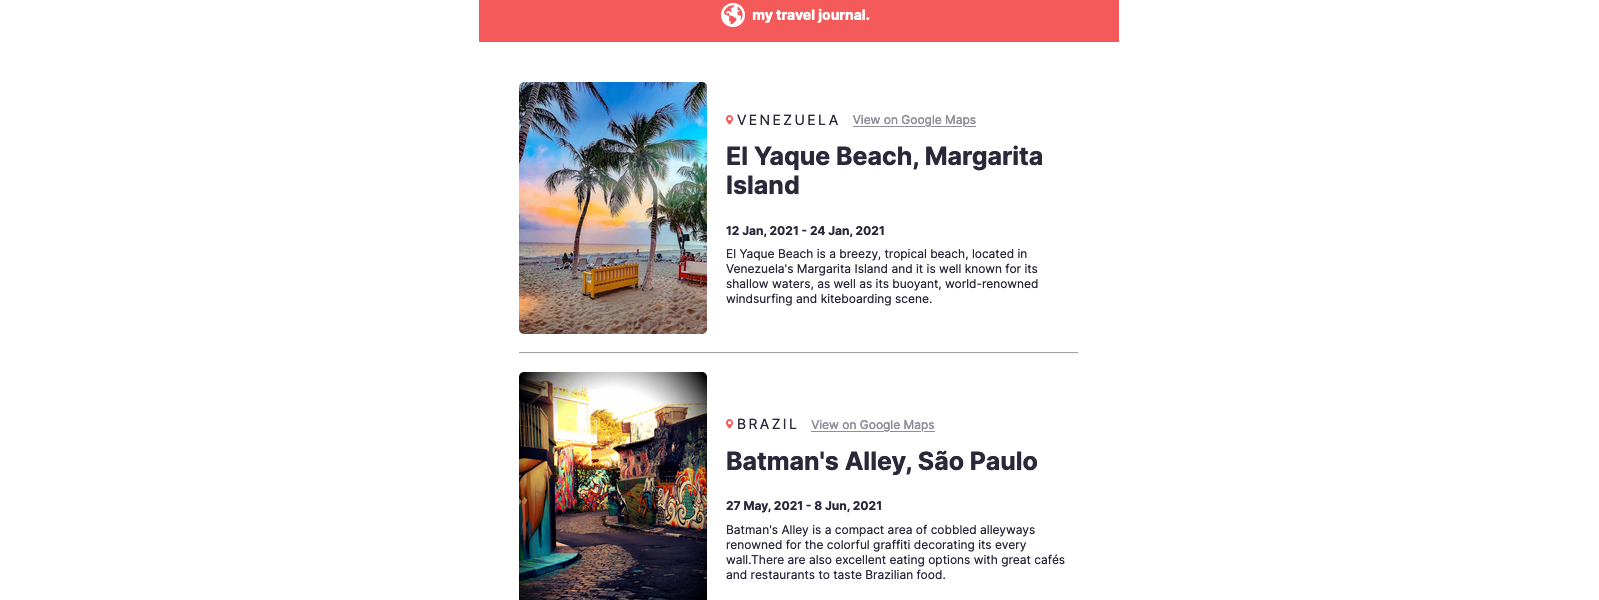 my travel journal.
VENEZUELA View on Google Maps
El Yaque Beach, Margarita
Island
12 Jan, 2021 - 24 Jan, 2021
El Yaque Beach is a breezy, tropical beach, located in
Venezuela's Margarita Island and it is well known for its
shallow waters, as well as its buoyant, world-renowned
windsurfing and kiteboarding scene.
BRAZIL View on Google Maps
Batman's Alley, São Paulo
27 May, 2021 - 8 Jun, 2021
Batman's Alley is a compact area of cobbled alleyways
renowned for the colorful graffiti decorating its every
wall.There are also excellent eating options with great cafés
and restaurants to taste Brazilian food.